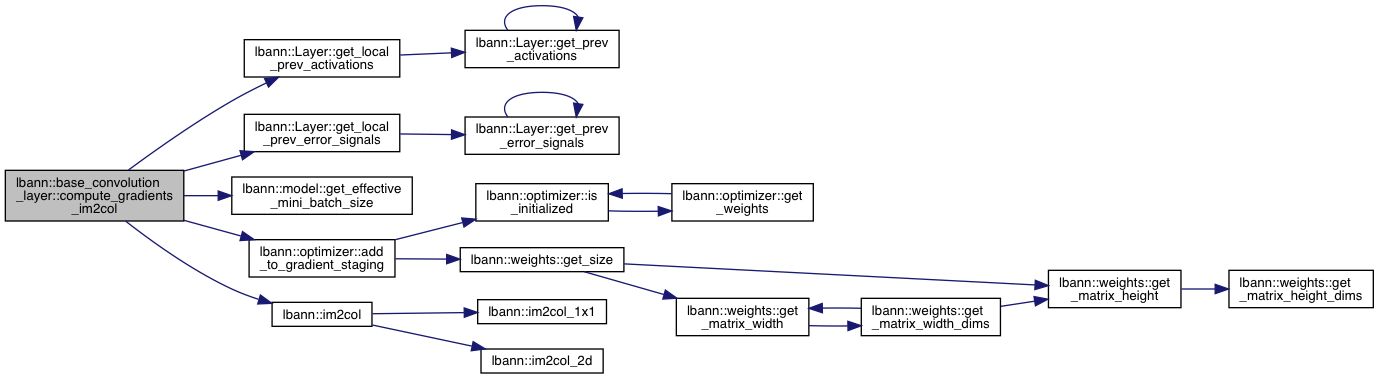 lbann::base_convolution
_layer::compute_gradients
_im2col
lbann::Layer::get_local
_prev_activations
lbann::Layer::get_prev
_activations
lbann::Layer::get_local
_prev_error_signals
lbann::Layer::get_prev
_error_signals
lbann::model::get_effective
_mini_batch_size
lbann::optimizer::add
_to_gradient_staging
lbann::optimizer::is
_initialized
lbann::optimizer::get
_weights
lbann::weights::get_size
lbann::weights::get
_matrix_width
lbann::weights::get
_matrix_width_dims
lbann::weights::get
_matrix_height
lbann::weights::get
_matrix_height_dims
lbann::im2col
lbann::im2col_1x1
lbann::im2col_2d